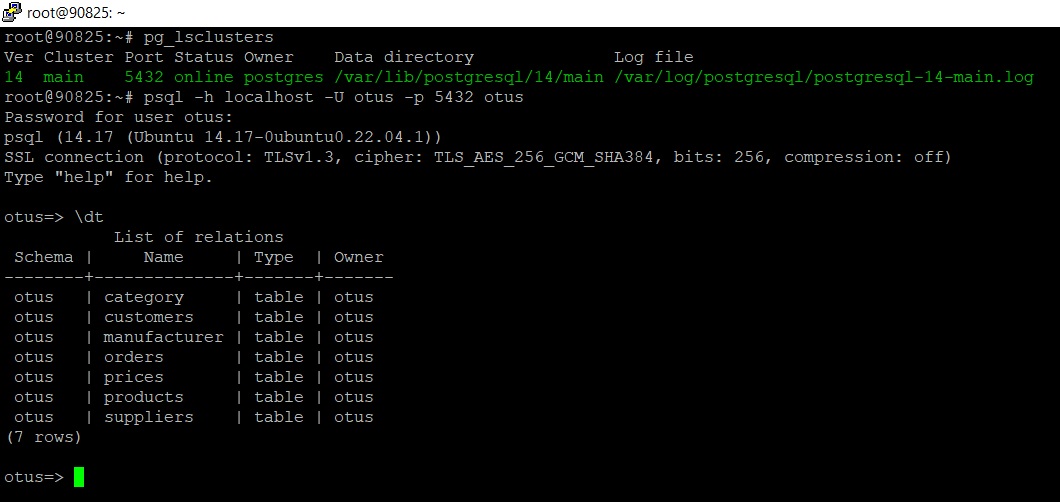 root@90825: ~
root@90825:~# pg_lsclusters
Ver Cluster Port Status Owner    Data directory              Log file
14  main    5432 online postgres /var/lib/postgresql/14/main /var/log/postgresql/postgresql-14-main.log
root@90825:~# psql -h localhost -U otus -p 5432 otus
Password for user otus:
psql (14.17 (Ubuntu 14.17-0ubuntu0.22.04.1))
SSL connection (protocol: TLSv1.3, cipher: TLS_AES_256_GCM_SHA384, bits: 256, compression: off)
Type "help" for help.
otus=> \dt
           List of relations
 Schema |     Name     | Type  | Owner
--------+--------------+-------+-------
 otus   | category     | table | otus
 otus   | customers    | table | otus
 otus   | manufacturer | table | otus
 otus   | orders       | table | otus
 otus   | prices       | table | otus
 otus   | products     | table | otus
 otus   | suppliers    | table | otus
(7 rows)
otus=>